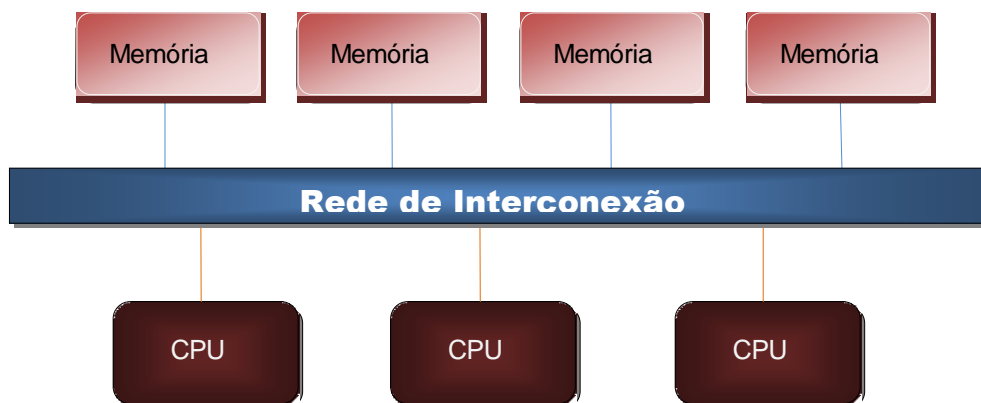 Memória
Memória
Memória
Memória
Rede de Interconexão
CPU
CPU
CPU